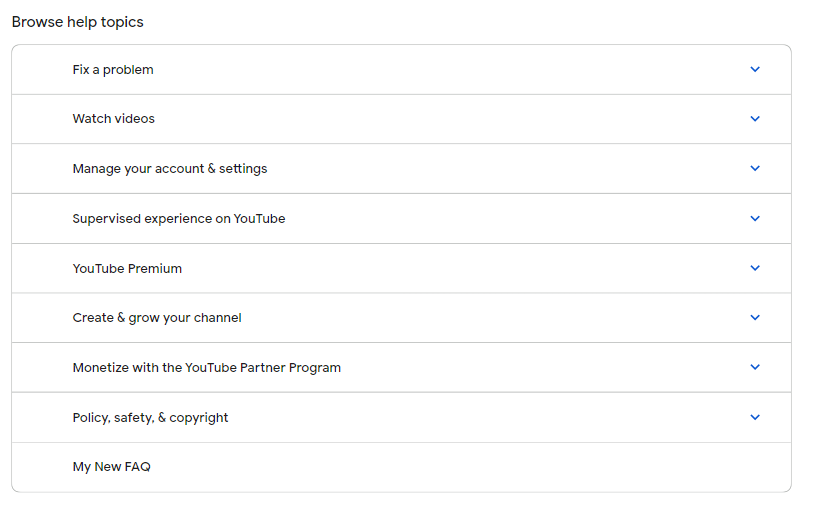 Browse help topics
Fix a problem
Watch videos
Manage your account & settings
Supervised experience on YouTube
YouTube Premium
Create & grow your channel
Monetize with the YouTube Partner Program
Policy, safety, & copyright
My New FAQ